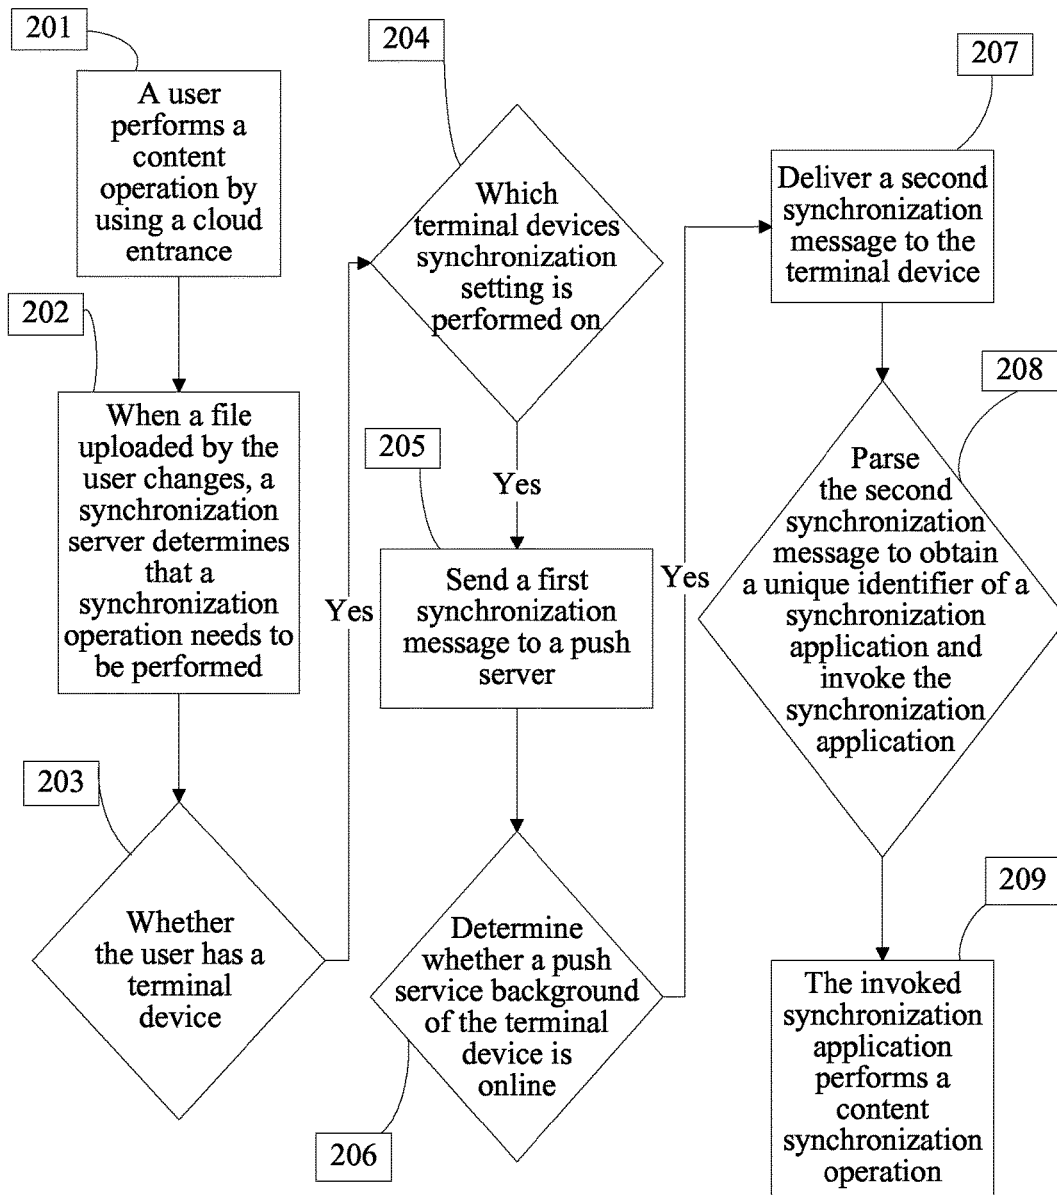 201
A user
performs a
content
operation by
using a cloud
entrance
202
When a file
uploaded by the
user changes, a
synchronization
server determines
that a
synchronization
operation needs to
be performed
203
Whether
the user has a
terminal
device
Yes
204
Which
terminal devices
synchronization
setting is
performed on
Yes
205
Send a first
synchronization
message to a push
server
206
Determine
whether a push
service background
of the terminal
device is
online
Yes
207
Deliver a second
synchronization
message to the
terminal device
208
Parse
the second
synchronization
message to obtain
a unique identifier of a
synchronization
application and
invoke the
synchronization
application
209
The invoked
synchronization
application
performs a
content
synchronization
operation